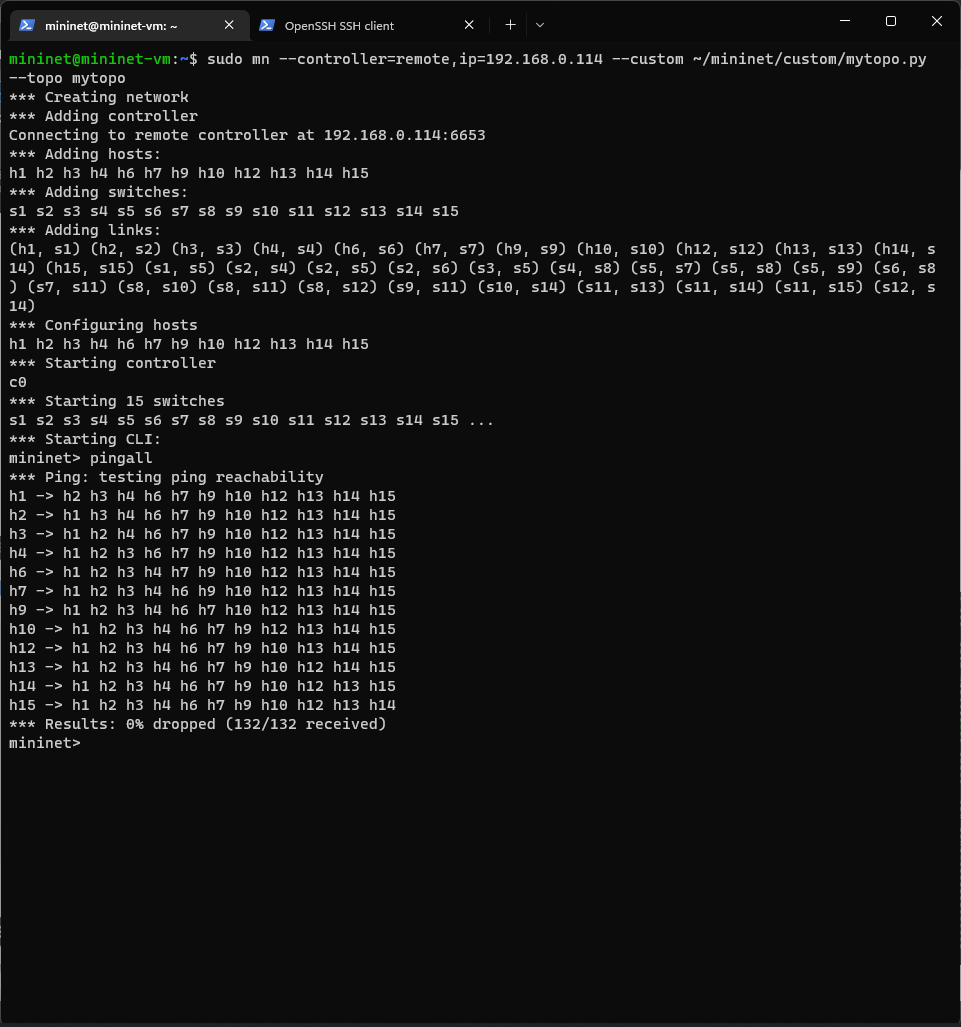 mininet@mininet-vm: ~
OpenSSH SSH client
mininet@mininet-vm:~$ sudo mn --controller=remote,ip=192.168.0.114 --custom ~/mininet/custom/mytopo.py
--topo mytopo
*** Creating network
*** Adding controller
Connecting to remote controller at 192.168.0.114:6653
*** Adding hosts:
h1 h2 h3 h4 h6 h7 h9 h10 h12 h13 h14 h15
*** Adding switches:
s1 s2 s3 s4 s5 s6 s7 s8 s9 s10 s11 s12 s13 s14 s15
*** Adding links:
(h1, s1) (h2, s2) (h3, s3) (h4, s4) (h6, s6) (h7, s7) (h9, s9) (h10, s10) (h12, s12) (h13, s13) (h14, s
14) (h15, s15) (s1, s5) (s2, s4) (s2, s5) (s2, s6) (s3, s5) (s4, s8) (s5, s7) (s5, s8) (s5, s9) (s6, s8
) (s7, s11) (s8, s10) (s8, s11) (s8, s12) (s9, s11) (s10, s14) (s11, s13) (s11, s14) (s11, s15) (s12, s
14)
*** Configuring hosts
h1 h2 h3 h4 h6 h7 h9 h10 h12 h13 h14 h15
*** Starting controller
c0
*** Starting 15 switches
s1 s2 s3 s4 s5 s6 s7 s8 s9 s10 s11 s12 s13 s14 s15 ...
*** Starting CLI:
mininet> pingall
*** Ping: testing ping reachability
h1 -> h2 h3 h4 h6 h7 h9 h10 h12 h13 h14 h15
h2 -> h1 h3 h4 h6 h7 h9 h10 h12 h13 h14 h15
h3 -> h1 h2 h4 h6 h7 h9 h10 h12 h13 h14 h15
h4 -> h1 h2 h3 h6 h7 h9 h10 h12 h13 h14 h15
h6 -> h1 h2 h3 h4 h7 h9 h10 h12 h13 h14 h15
h7 -> h1 h2 h3 h4 h6 h9 h10 h12 h13 h14 h15
h9 -> h1 h2 h3 h4 h6 h7 h10 h12 h13 h14 h15
h10 -> h1 h2 h3 h4 h6 h7 h9 h12 h13 h14 h15
h12 -> h1 h2 h3 h4 h6 h7 h9 h10 h13 h14 h15
h13 -> h1 h2 h3 h4 h6 h7 h9 h10 h12 h14 h15
h14 -> h1 h2 h3 h4 h6 h7 h9 h10 h12 h13 h15
h15 -> h1 h2 h3 h4 h6 h7 h9 h10 h12 h13 h14
*** Results: 0% dropped (132/132 received)
mininet>